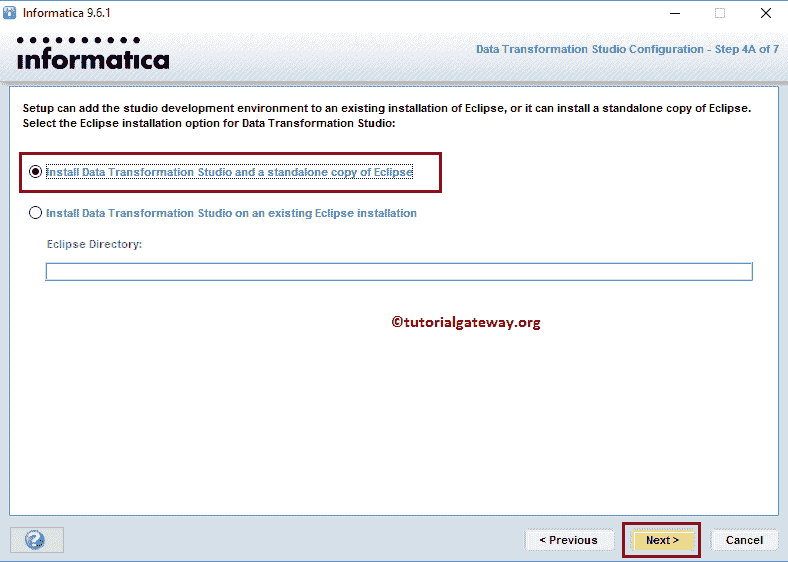 Informatica 9.6.1
informatica
Data Transformation Studio Configuration - Step 4A of 7
Setup can add the studio development environment to an existing installation of Eclipse, or it can install a standalone copy of Eclipse.
Select the Eclipse installation option for Data Transformation Studio:
Install Data Transformation Studio and a standalone copy of Eclipse
Install Data Transformation Studio on an existing Eclipse installation
Eclipse Directory:
©tutorialgateway.org
?
< Previous
Next >
Cancel